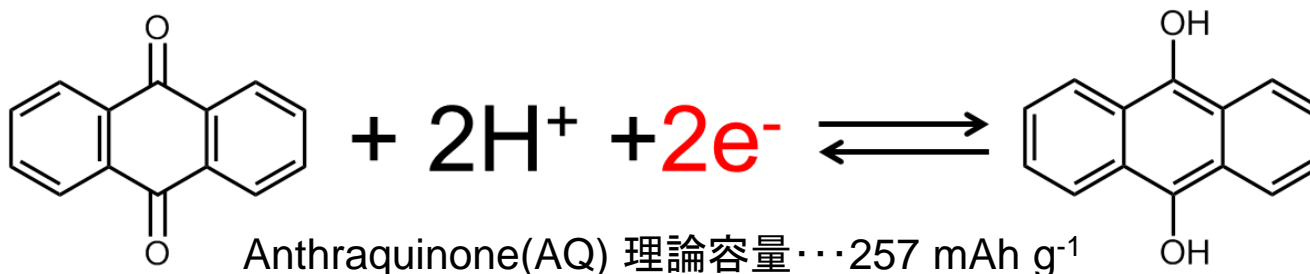 O
OH
+ 2H⁺ +2e⁻
O
OH
Anthraquinone(AQ) 理論容量…257 mAh g⁻¹